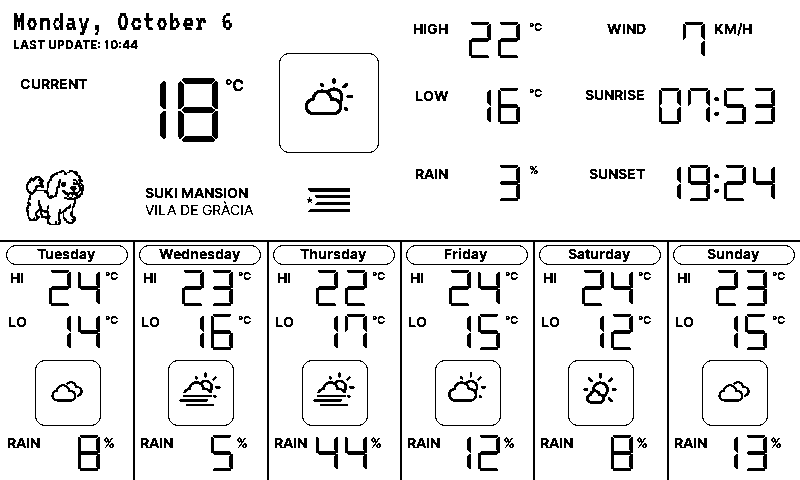 Monday, October 6
LAST UPDATE: 10:44
CURRENT 18 °C
SUKI MANSION
VILA DE GRÀCIA
HIGH 22 °C
LOW 16 °C
RAIN 3 %
WIND 7 KM/H
SUNRISE 07:53
SUNSET 19:24
Tuesday
HI 24 °C
LO 14 °C
RAIN 8 %
Wednesday
HI 23 °C
LO 16 °C
RAIN 5 %
Thursday
HI 22 °C
LO 17 °C
RAIN 44 %
Friday
HI 24 °C
LO 15 °C
RAIN 12 %
Saturday
HI 24 °C
LO 12 °C
RAIN 8 %
Sunday
HI 23 °C
LO 15 °C
RAIN 13 %